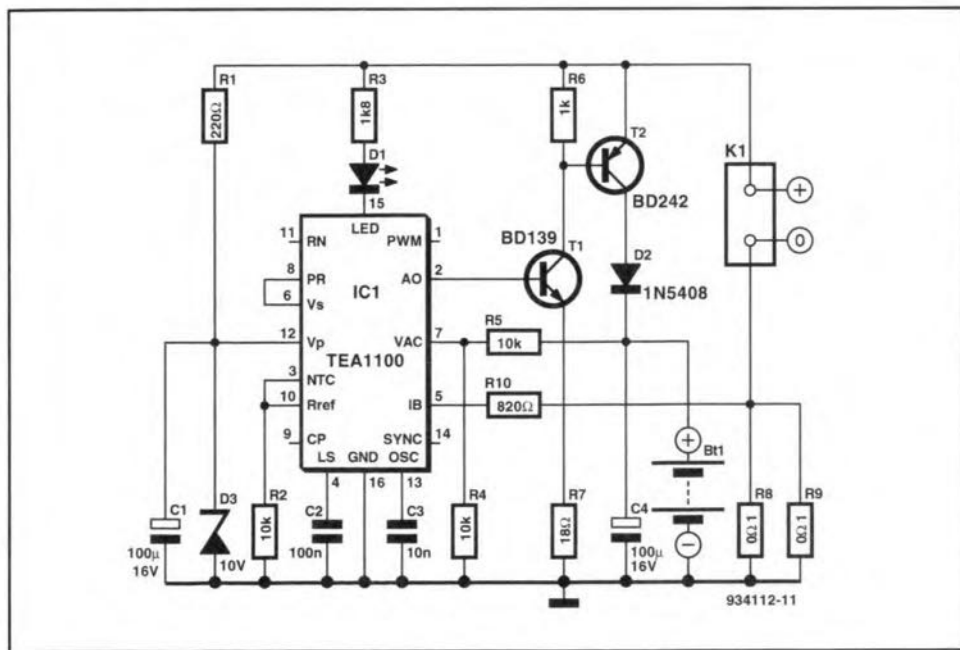 R1
220Ω
R3
1k8
D1
R6
1k
T2
BD242
K1
+
0
15
LED
11
RN
PWM
1
BD139
T1
8
PR
AO
2
IC1
6
Vs
D2
1N5408
12
Vp
VAC
7
R5
10k
TEA1100
3
NTC
10
Rref
IB
5
R10
820Ω
9
CP
SYNC
14
LS
GND
OSC
4
16
13
+
Bt1
−
C1
100µ
16V
D3
10V
R2
10k
C2
100n
C3
10n
R4
10k
R7
18Ω
C4
100µ
16V
R8
0Ω1
R9
0Ω1
934112-11